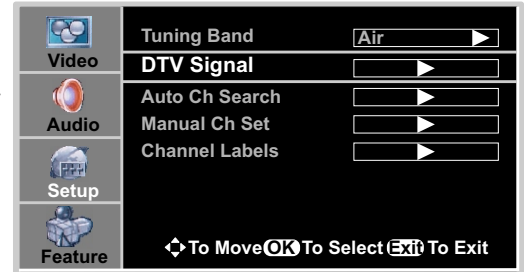 Video
Audio
Setup
Feature
Tuning Band Air
DTV Signal
Auto Ch Search
Manual Ch Set
Channel Labels
To Move OK To Select Exit To Exit